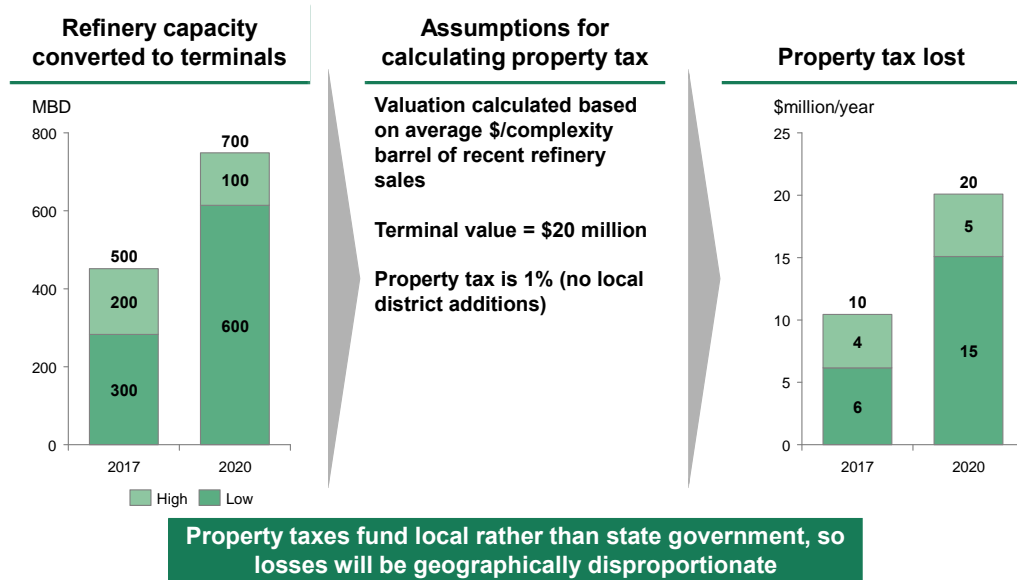 Refinery capacity
converted to terminals
MBD
800
600
400
200
0
500
200
300
700
100
600
2017
2020
High
Low
Assumptions for
calculating property tax
Valuation calculated based
on average $/complexity
barrel of recent refinery
sales
Terminal value = $20 million
Property tax is 1% (no local
district additions)
Property tax lost
$million/year
25
20
15
10
5
0
10
4
6
20
5
15
2017
2020
Property taxes fund local rather than state government, so
losses will be geographically disproportionate